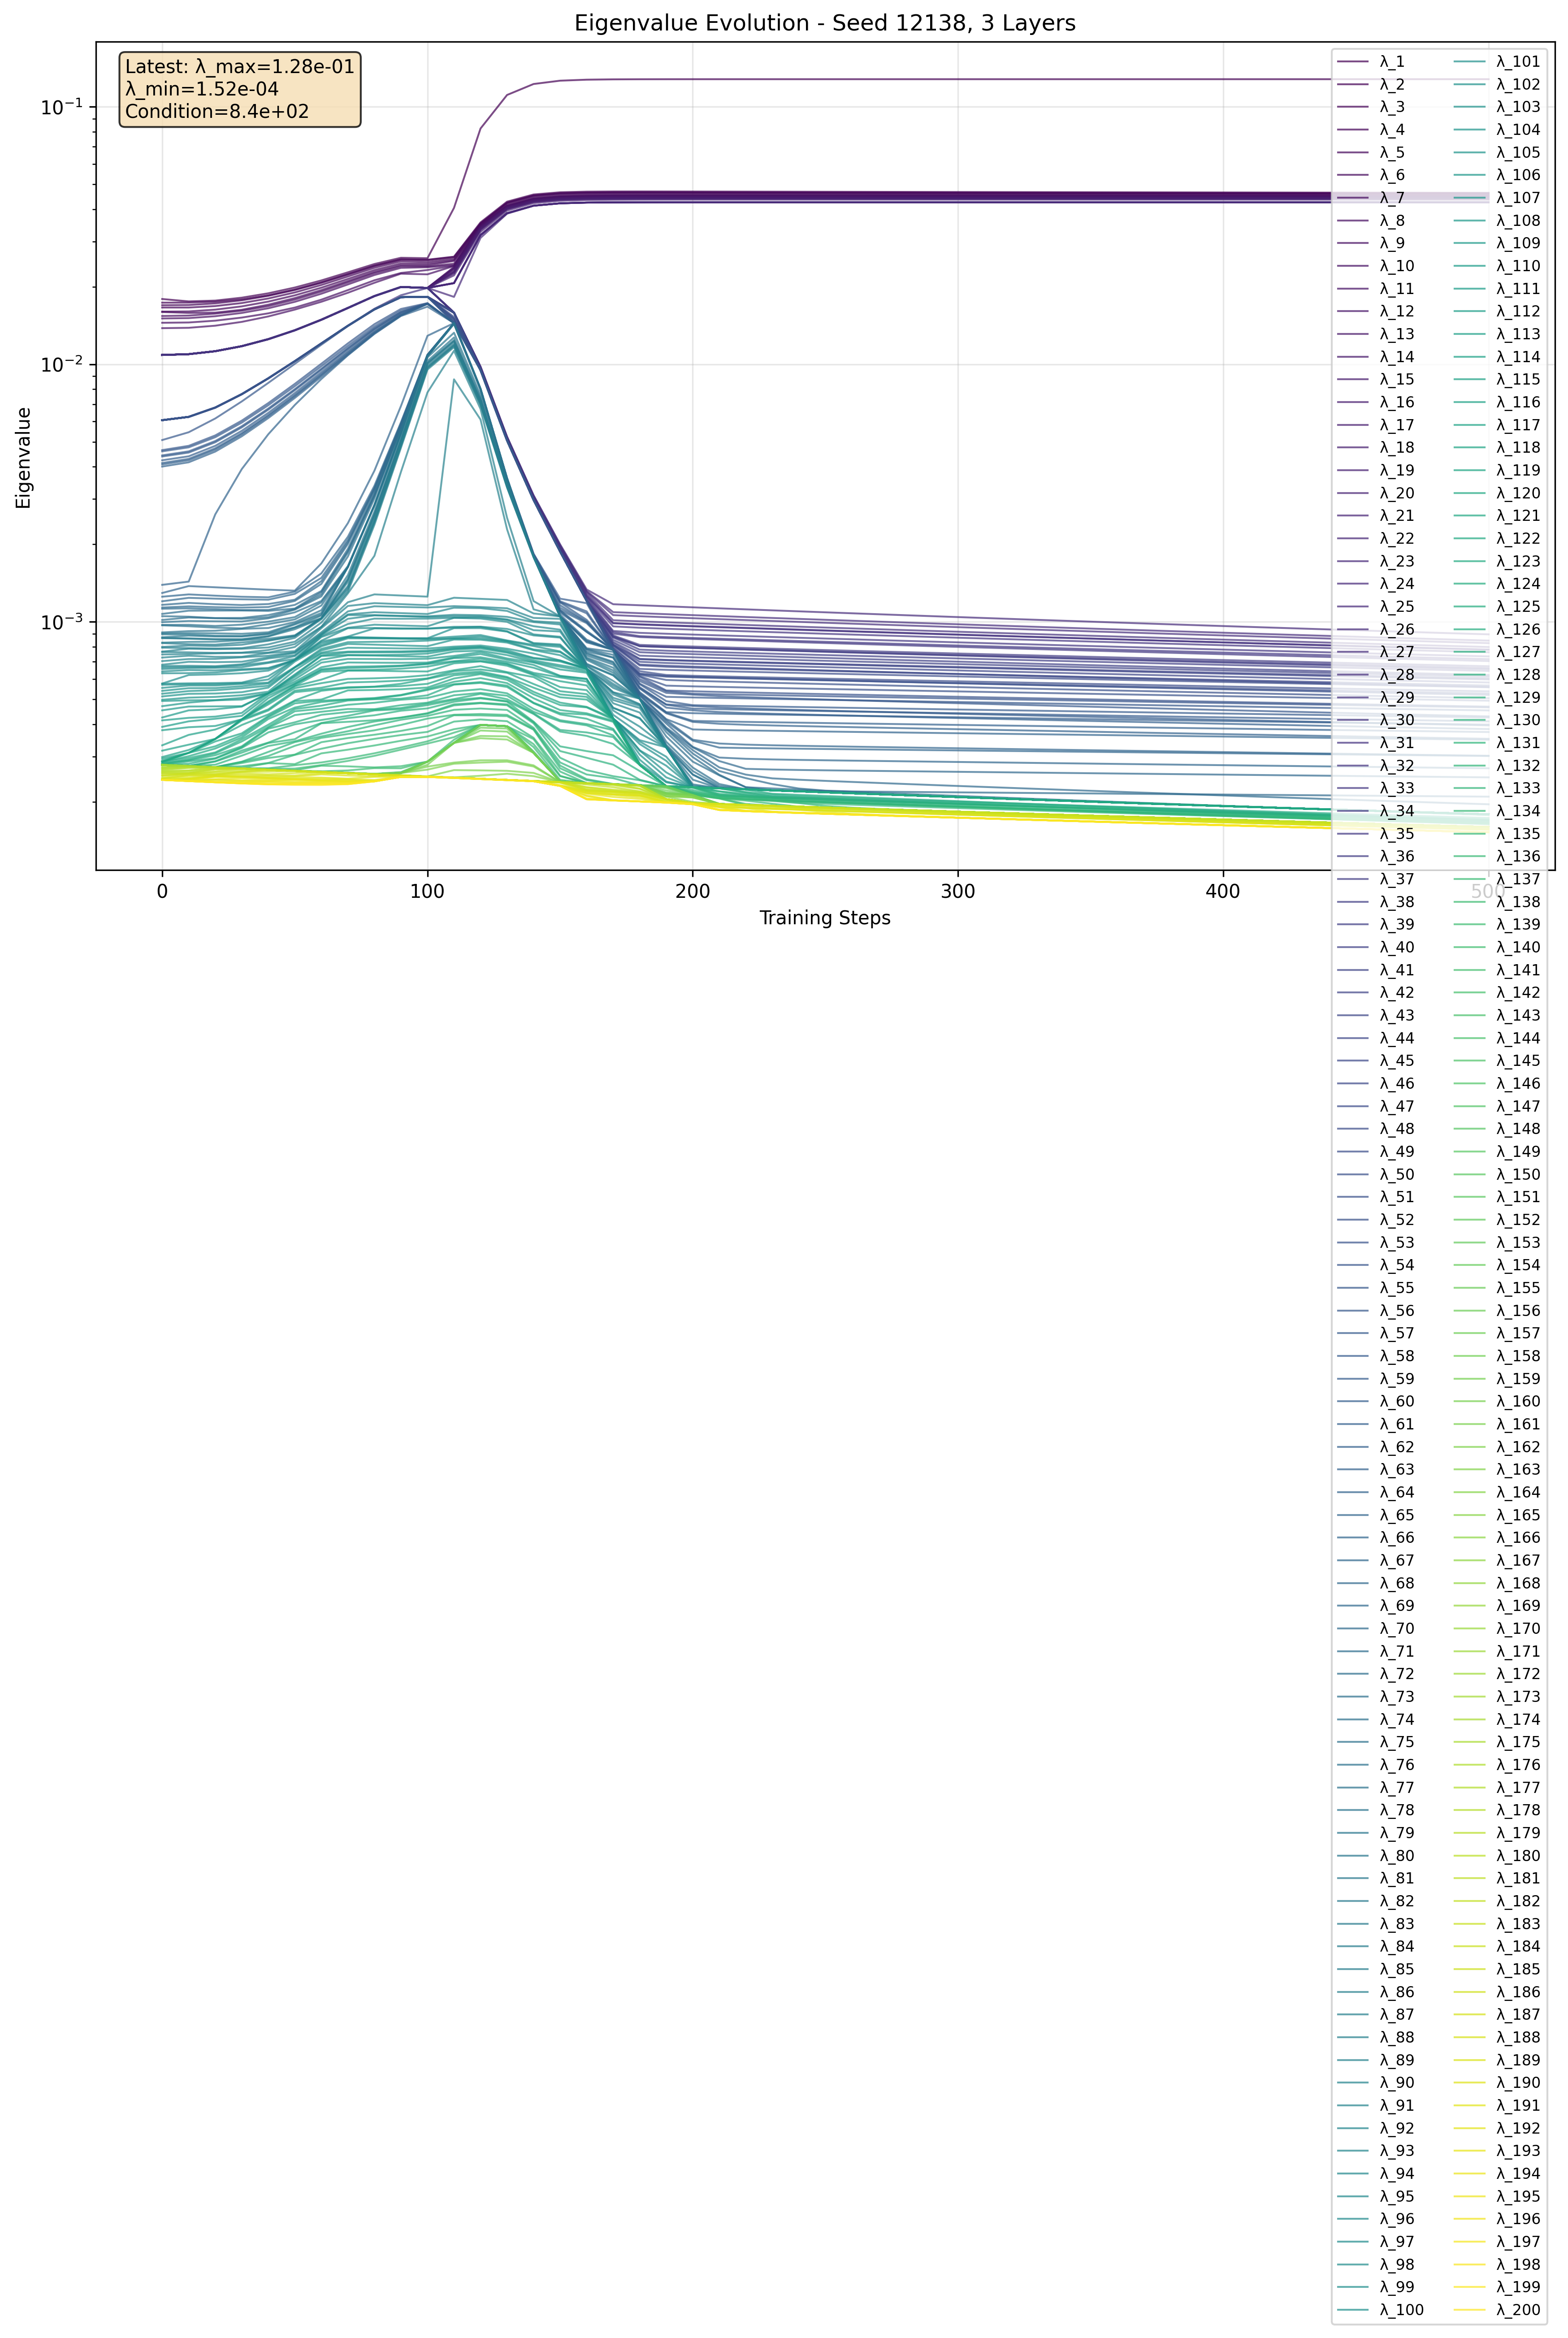 Eigenvalue Evolution - Seed 12138, 3 Layers
Latest: λ_max=1.28e-01
λ_min=1.52e-04
Condition=8.4e+02
Eigenvalue
10⁻¹
10⁻²
10⁻³
0
100
200
300
400
500
Training Steps
λ_1
λ_2
λ_3
λ_4
λ_5
λ_6
λ_7
λ_8
λ_9
λ_10
λ_11
λ_12
λ_13
λ_14
λ_15
λ_16
λ_17
λ_18
λ_19
λ_20
λ_21
λ_22
λ_23
λ_24
λ_25
λ_26
λ_27
λ_28
λ_29
λ_30
λ_31
λ_32
λ_33
λ_34
λ_35
λ_36
λ_37
λ_38
λ_39
λ_40
λ_41
λ_42
λ_43
λ_44
λ_45
λ_46
λ_47
λ_48
λ_49
λ_50
λ_51
λ_52
λ_53
λ_54
λ_55
λ_56
λ_57
λ_58
λ_59
λ_60
λ_61
λ_62
λ_63
λ_64
λ_65
λ_66
λ_67
λ_68
λ_69
λ_70
λ_71
λ_72
λ_73
λ_74
λ_75
λ_76
λ_77
λ_78
λ_79
λ_80
λ_81
λ_82
λ_83
λ_84
λ_85
λ_86
λ_87
λ_88
λ_89
λ_90
λ_91
λ_92
λ_93
λ_94
λ_95
λ_96
λ_97
λ_98
λ_99
λ_100
λ_101
λ_102
λ_103
λ_104
λ_105
λ_106
λ_107
λ_108
λ_109
λ_110
λ_111
λ_112
λ_113
λ_114
λ_115
λ_116
λ_117
λ_118
λ_119
λ_120
λ_121
λ_122
λ_123
λ_124
λ_125
λ_126
λ_127
λ_128
λ_129
λ_130
λ_131
λ_132
λ_133
λ_134
λ_135
λ_136
λ_137
λ_138
λ_139
λ_140
λ_141
λ_142
λ_143
λ_144
λ_145
λ_146
λ_147
λ_148
λ_149
λ_150
λ_151
λ_152
λ_153
λ_154
λ_155
λ_156
λ_157
λ_158
λ_159
λ_160
λ_161
λ_162
λ_163
λ_164
λ_165
λ_166
λ_167
λ_168
λ_169
λ_170
λ_171
λ_172
λ_173
λ_174
λ_175
λ_176
λ_177
λ_178
λ_179
λ_180
λ_181
λ_182
λ_183
λ_184
λ_185
λ_186
λ_187
λ_188
λ_189
λ_190
λ_191
λ_192
λ_193
λ_194
λ_195
λ_196
λ_197
λ_198
λ_199
λ_200